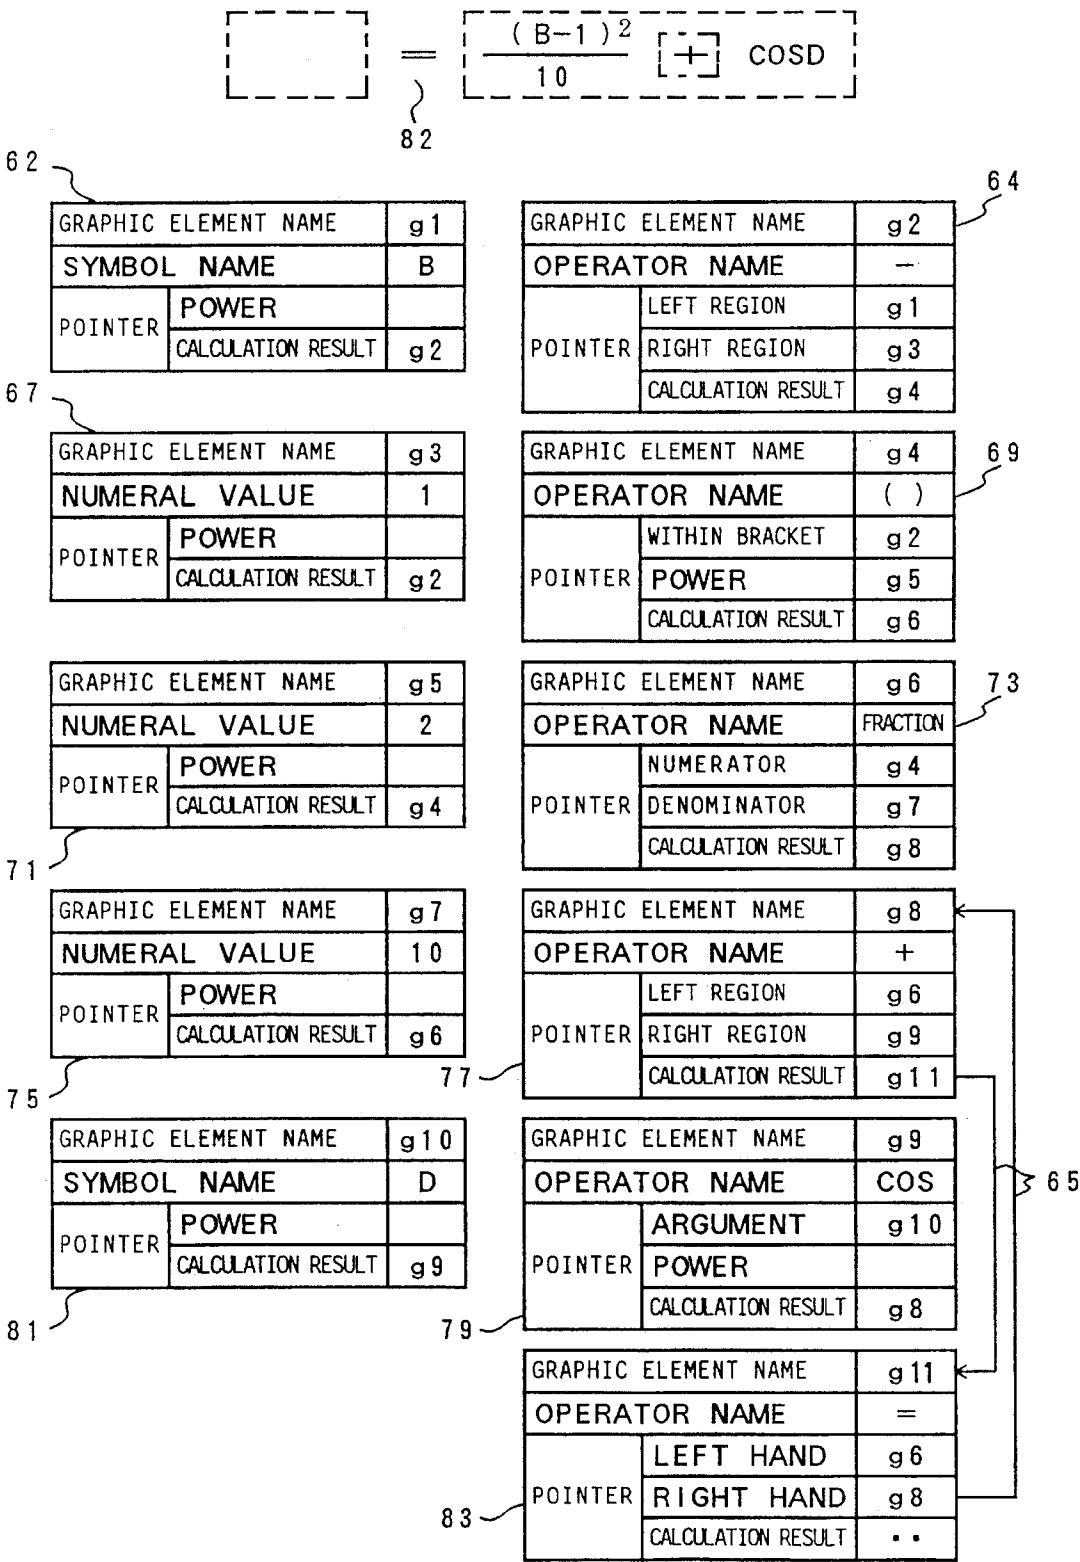 = (B-1)² + COSD
10
82
62
GRAPHIC ELEMENT NAME g1
SYMBOL NAME B
POINTER
POWER
CALCULATION RESULT g2
64
GRAPHIC ELEMENT NAME g2
OPERATOR NAME −
POINTER
LEFT REGION g1
RIGHT REGION g3
CALCULATION RESULT g4
67
GRAPHIC ELEMENT NAME g3
NUMERAL VALUE 1
POINTER
POWER
CALCULATION RESULT g2
69
GRAPHIC ELEMENT NAME g4
OPERATOR NAME ( )
POINTER
WITHIN BRACKET g2
POWER g5
CALCULATION RESULT g6
GRAPHIC ELEMENT NAME g5
NUMERAL VALUE 2
POINTER
POWER
CALCULATION RESULT g4
71
73
GRAPHIC ELEMENT NAME g6
OPERATOR NAME FRACTION
POINTER
NUMERATOR g4
DENOMINATOR g7
CALCULATION RESULT g8
GRAPHIC ELEMENT NAME g7
NUMERAL VALUE 10
POINTER
POWER
CALCULATION RESULT g6
75
GRAPHIC ELEMENT NAME g8
OPERATOR NAME +
POINTER
LEFT REGION g6
RIGHT REGION g9
CALCULATION RESULT g11
77
65
GRAPHIC ELEMENT NAME g10
SYMBOL NAME D
POINTER
POWER
CALCULATION RESULT g9
81
GRAPHIC ELEMENT NAME g9
OPERATOR NAME COS
POINTER
ARGUMENT g10
POWER
CALCULATION RESULT g8
79
GRAPHIC ELEMENT NAME g11
OPERATOR NAME =
POINTER
LEFT HAND g6
RIGHT HAND g8
CALCULATION RESULT ··
83